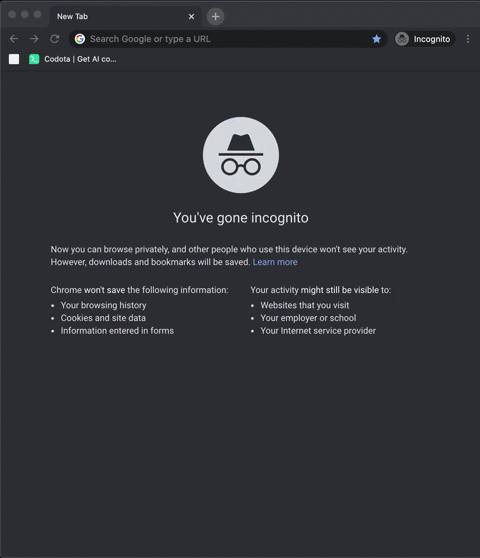 New Tab
Search Google or type a URL
Incognito
Codota | Get AI co...
You've gone incognito
Now you can browse privately, and other people who use this device won't see your activity.
However, downloads and bookmarks will be saved. Learn more
Chrome won't save the following information:
• Your browsing history
• Cookies and site data
• Information entered in forms
Your activity might still be visible to:
• Websites that you visit
• Your employer or school
• Your Internet service provider